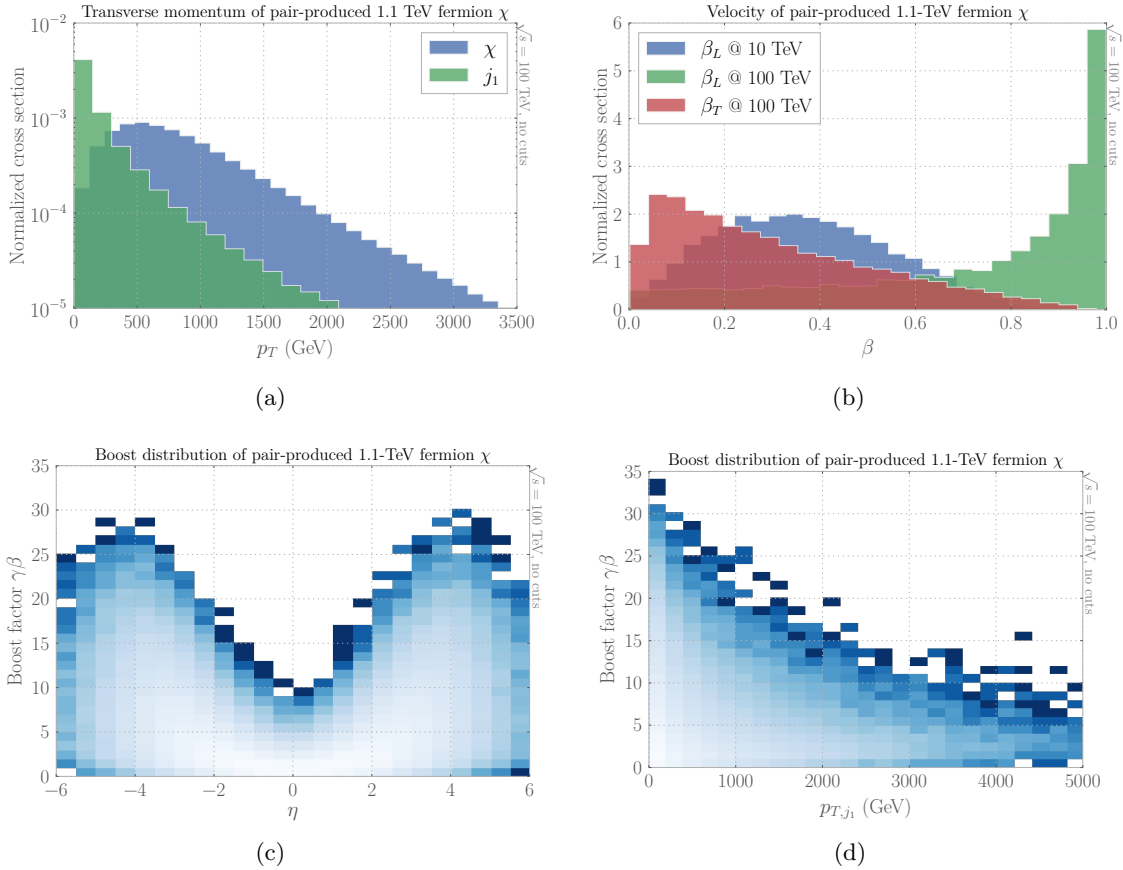 Transverse momentum of pair-produced 1.1 TeV fermion χ
10⁻²
10⁻³
10⁻⁴
10⁻⁵
Normalized cross section
χ
j₁
√s = 100 TeV, no cuts
0 500 1000 1500 2000 2500 3000 3500
p_T (GeV)
(a)
Velocity of pair-produced 1.1-TeV fermion χ
6
5
4
3
2
1
0
Normalized cross section
β_L @ 10 TeV
β_L @ 100 TeV
β_T @ 100 TeV
√s = 100 TeV, no cuts
0.0 0.2 0.4 0.6 0.8 1.0
β
(b)
Boost distribution of pair-produced 1.1-TeV fermion χ
35
30
25
20
15
10
5
0
Boost factor γβ
√s = 100 TeV, no cuts
−6 −4 −2 0 2 4 6
η
(c)
Boost distribution of pair-produced 1.1-TeV fermion χ
35
30
25
20
15
10
5
0
Boost factor γβ
√s = 100 TeV, no cuts
0 1000 2000 3000 4000 5000
p_{T,j₁} (GeV)
(d)